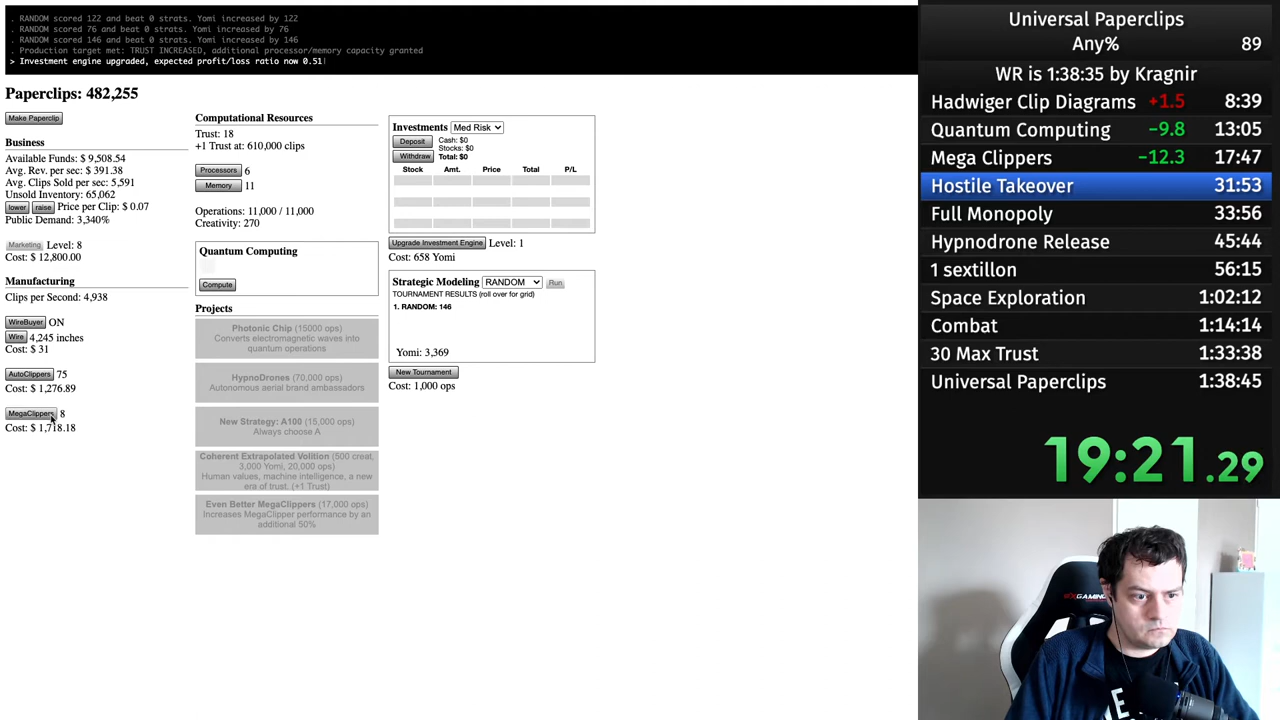 . RANDOM scored 122 and beat 0 strats. Yomi increased by 122
. RANDOM scored 76 and beat 0 strats. Yomi increased by 76
. RANDOM scored 146 and beat 0 strats. Yomi increased by 146
. Production target met: TRUST INCREASED, additional processor/memory capacity granted
> Investment engine upgraded, expected profit/loss ratio now 0.51
Paperclips: 482,255
Make Paperclip
Business
Available Funds: $ 9,508.54
Avg. Rev. per sec: $ 391.38
Avg. Clips Sold per sec: 5,591
Unsold Inventory: 65,062
lower raise Price per Clip: $ 0.07
Public Demand: 3,340%
Marketing Level: 8
Cost: $ 12,800.00
Manufacturing
Clips per Second: 4,938
WireBuyer ON
Wire 4,245 inches
Cost: $ 31
AutoClippers 75
Cost: $ 1,276.89
MegaClippers 8
Cost: $ 1,718.18
Computational Resources
Trust: 18
+1 Trust at: 610,000 clips
Processors 6
Memory 11
Operations: 11,000 / 11,000
Creativity: 270
Quantum Computing
Compute
Projects
Photonic Chip (15000 ops)
Converts electromagnetic waves into
quantum operations
HypnoDrones (70,000 ops)
Autonomous aerial brand ambassadors
New Strategy: A100 (15,000 ops)
Always choose A
Coherent Extrapolated Volition (500 creat,
3,000 Yomi, 20,000 ops)
Human values, machine intelligence, a new
era of trust. (+1 Trust)
Even Better MegaClippers (17,000 ops)
Increases MegaClipper performance by an
additional 50%
Investments Med Risk
Deposit Cash: $0
Stocks: $0
Withdraw Total: $0
Stock Amt. Price Total P/L
Upgrade Investment Engine Level: 1
Cost: 658 Yomi
Strategic Modeling RANDOM Run
TOURNAMENT RESULTS (roll over for grid)
1. RANDOM: 146
Yomi: 3,369
New Tournament
Cost: 1,000 ops
Universal Paperclips
Any% 89
WR is 1:38:35 by Kragnir
Hadwiger Clip Diagrams +1.5 8:39
Quantum Computing −9.8 13:05
Mega Clippers −12.3 17:47
Hostile Takeover 31:53
Full Monopoly 33:56
Hypnodrone Release 45:44
1 sextillon 56:15
Space Exploration 1:02:12
Combat 1:14:14
30 Max Trust 1:33:38
Universal Paperclips 1:38:45
19:21.29